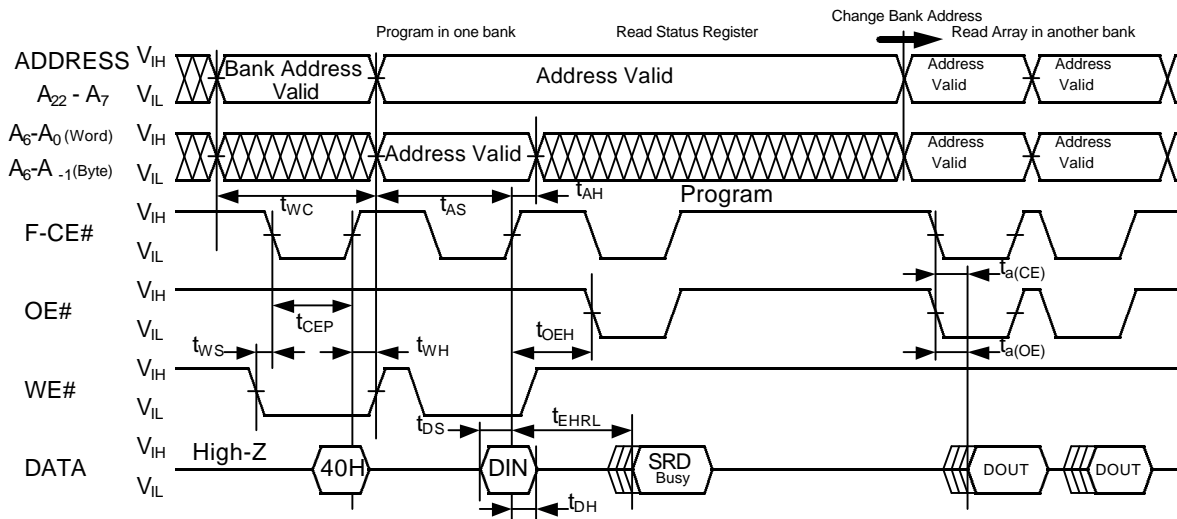 Change Bank Address
Program in one bank Read Status Register Read Array in another bank
ADDRESS VIH Bank Address Valid Address Valid Address Valid Address Valid
A22 - A7 VIL
A6-A0 (Word) VIH Address Valid Address Valid Address Valid
A6-A -1(Byte) VIL
tWC tAS tAH Program
F-CE# VIH
VIL
ta(CE)
OE# VIH
VIL
tCEP tOEH
tWS tWH ta(OE)
WE# VIH
VIL
tDS tEHRL
DATA VIH High-Z 40H DIN SRD Busy DOUT DOUT
VIL
tDH